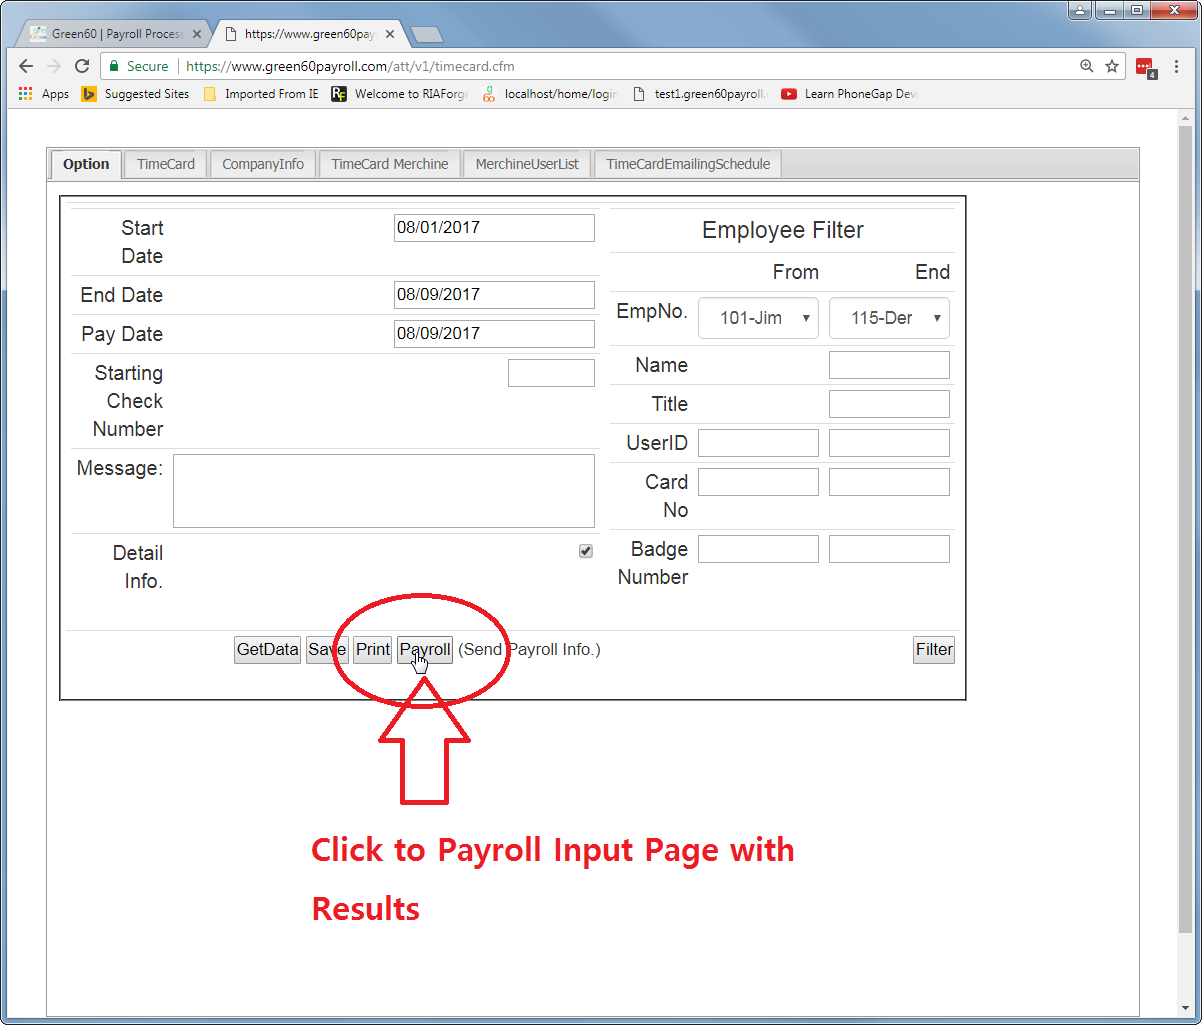 Green60 | Payroll Process
https://www.green60pay
Secure https://www.green60payroll.com/att/v1/timecard.cfm
4
Apps Suggested Sites Imported From IE RF Welcome to RIAForge localhost/home/login test1.green60payroll. Learn PhoneGap Dev
Option TimeCard CompanyInfo TimeCard Merchine MerchineUserList TimeCardEmailingSchedule
Start
Date
08/01/2017
End Date 08/09/2017
Pay Date 08/09/2017
Starting
Check
Number
Message:
Detail
Info.
Employee Filter
From End
EmpNo. 101-Jim 115-Der
Name
Title
UserID
Card
No
Badge
Number
GetData Save Print Payroll (Send Payroll Info.) Filter
Click to Payroll Input Page with
Results